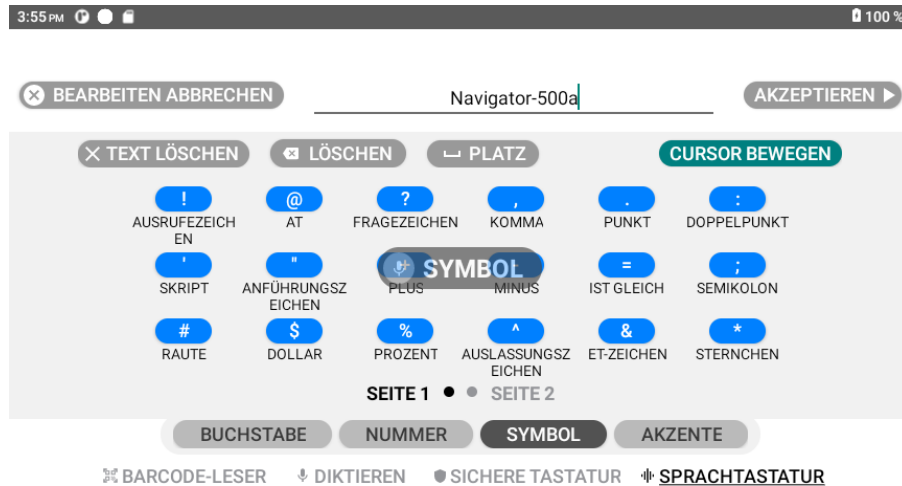 3:55 PM 100 %
BEARBEITEN ABBRECHEN Navigator-500a AKZEPTIEREN
TEXT LÖSCHEN LÖSCHEN PLATZ CURSOR BEWEGEN
! @ ? , . :
AUSRUFEZEICH AT FRAGEZEICHEN KOMMA PUNKT DOPPELPUNKT
EN
SYMBOL
' " = ;
SKRIPT ANFÜHRUNGSZ PLUS MINUS IST GLEICH SEMIKOLON
EICHEN
# $ % ^ & *
RAUTE DOLLAR PROZENT AUSLASSUNGSZ ET-ZEICHEN STERNCHEN
EICHEN
SEITE 1 SEITE 2
BUCHSTABE NUMMER SYMBOL AKZENTE
BARCODE-LESER DIKTIEREN SICHERE TASTATUR SPRACHTASTATUR